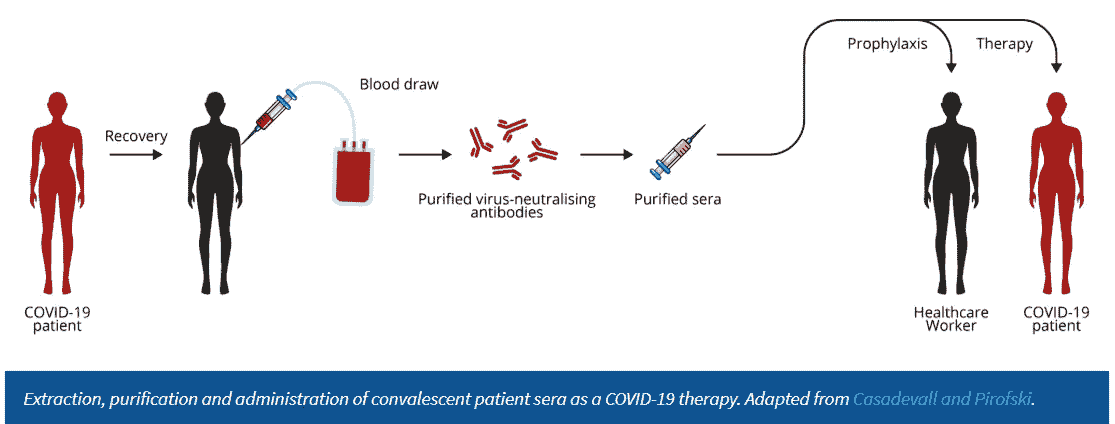 Prophylaxis
Therapy
Blood draw
Recovery
Purified virus-neutralising
antibodies
Purified sera
COVID-19
patient
Healthcare
Worker
COVID-19
patient
Extraction, purification and administration of convalescent patient sera as a COVID-19 therapy. Adapted from Casadevall and Pirofski.